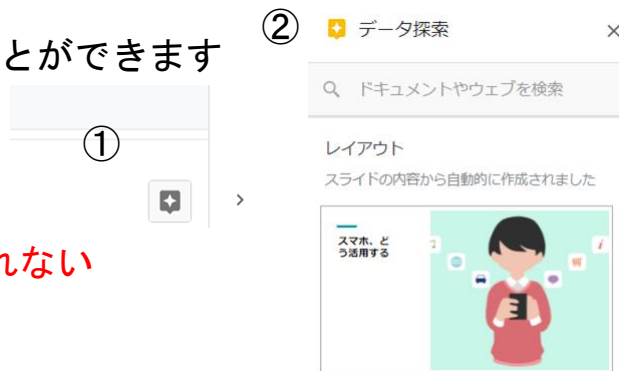 とができます
①
れない
②
データ探索
ドキュメントやウェブを検索
レイアウト
スライドの内容から自動的に作成されました
スマホ、ど
う活用する